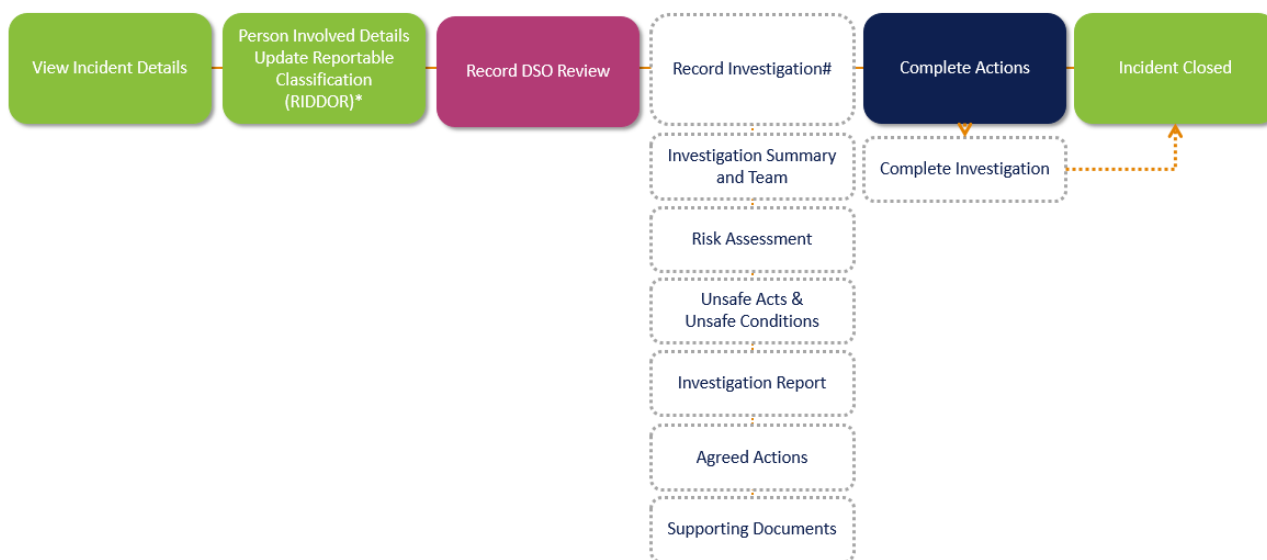 View Incident Details
Person Involved Details
Update Reportable
Classification
(RIDDOR)*
Record DSO Review
Record Investigation#
Complete Actions
Incident Closed
Investigation Summary
and Team
Complete Investigation
Risk Assessment
Unsafe Acts &
Unsafe Conditions
Investigation Report
Agreed Actions
Supporting Documents